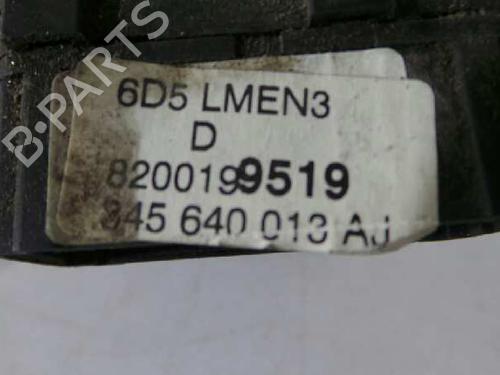 B-PARTS
6D5 LMEN3
D
8200199519
345 640 013 AJ